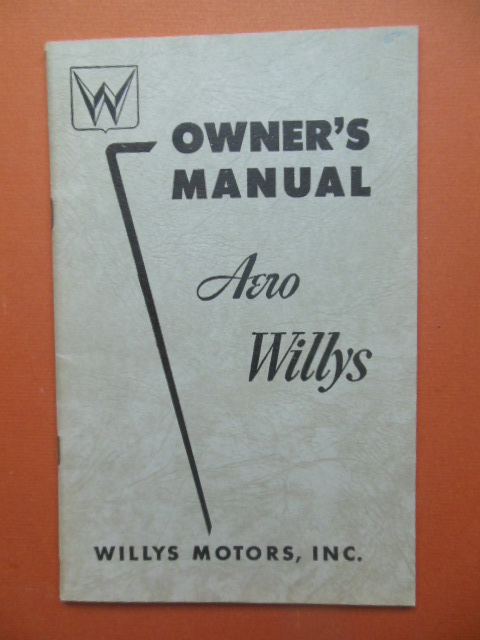 W
OWNER'S
MANUAL
Aero
Willys
WILLYS MOTORS, INC.